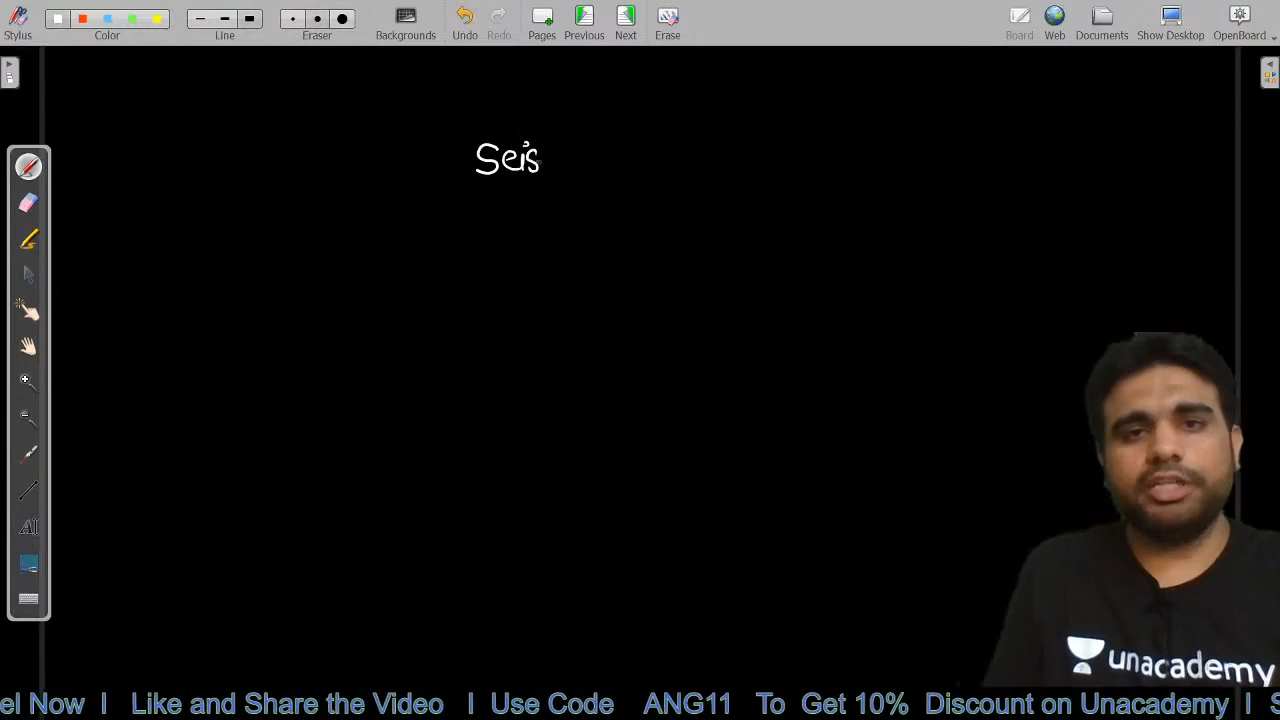 Stylus Color Line Eraser Backgrounds Undo Redo Pages Previous Next Erase Board Web Documents Show Desktop OpenBoard
Seis
AI
unacademy
el Now I Like and Share the Video I Use Code ANG11 To Get 10% Discount on Unacademy I S